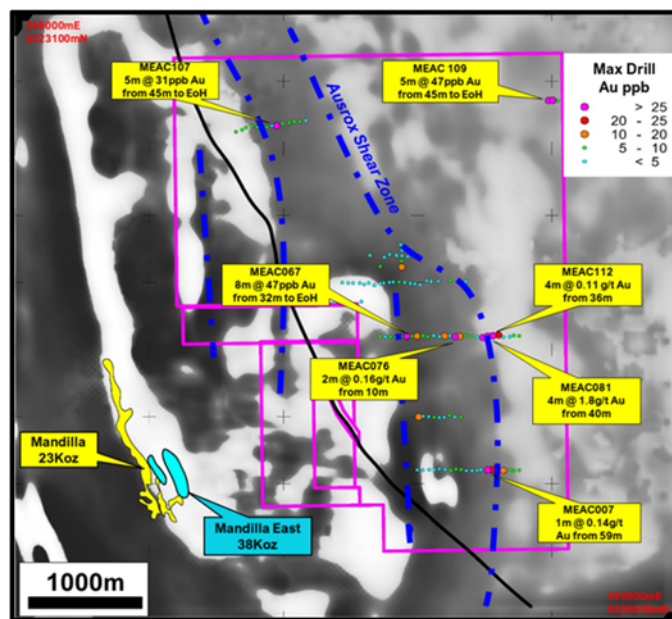 MEAC107
5m @ 31ppb Au
from 45m to EoH
MEAC 109
5m @ 47ppb Au
from 45m to EoH
Max Drill
Au ppb
> 25
20 - 25
10 - 20
5 - 10
< 5
Ausrox Shear Zone
MEAC067
8m @ 47ppb Au
from 32m to EoH
MEAC112
4m @ 0.11 g/t Au
from 36m
MEAC076
2m @ 0.16g/t Au
from 10m
MEAC081
4m @ 1.8g/t Au
from 40m
Mandilla
23Koz
Mandilla East
38Koz
MEAC007
1m @ 0.14g/t
Au from 59m
1000m